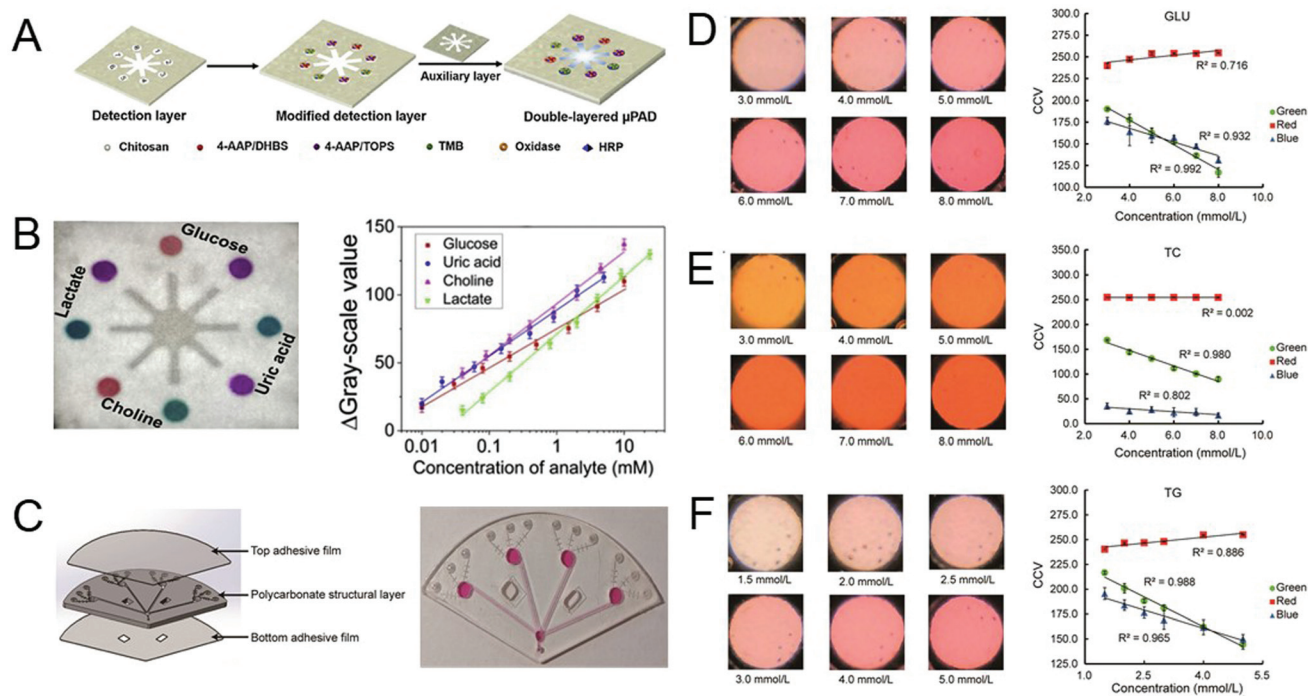 A
Auxiliary layer
Detection layer
Modified detection layer
Double-layered μPAD
Chitosan
4-AAP/DHBS
4-AAP/TOPS
TMB
Oxidase
HRP
B
Glucose
Lactate
Uric acid
Choline
150
100
50
0
ΔGray-scale value
Glucose
Uric acid
Choline
Lactate
0.01
0.1
1
10
Concentration of analyte (mM)
C
Top adhesive film
Polycarbonate structural layer
Bottom adhesive film
D
3.0 mmol/L
4.0 mmol/L
5.0 mmol/L
6.0 mmol/L
7.0 mmol/L
8.0 mmol/L
GLU
300.0
275.0
250.0
225.0
200.0
175.0
150.0
125.0
100.0
CCV
R² = 0.716
R² = 0.932
R² = 0.992
Green
Red
Blue
2.0
4.0
6.0
8.0
10.0
Concentration (mmol/L)
E
3.0 mmol/L
4.0 mmol/L
5.0 mmol/L
6.0 mmol/L
7.0 mmol/L
8.0 mmol/L
TC
350.0
300.0
250.0
200.0
150.0
100.0
50.0
0.0
CCV
R² = 0.002
R² = 0.980
R² = 0.802
Green
Red
Blue
2.0
4.0
6.0
8.0
10.0
Concentration (mmol/L)
F
1.5 mmol/L
2.0 mmol/L
2.5 mmol/L
3.0 mmol/L
4.0 mmol/L
5.0 mmol/L
TG
300.0
275.0
250.0
225.0
200.0
175.0
150.0
125.0
100.0
CCV
R² = 0.886
R² = 0.988
R² = 0.965
Green
Red
Blue
1.0
2.5
4.0
5.5
Concentration (mmol/L)